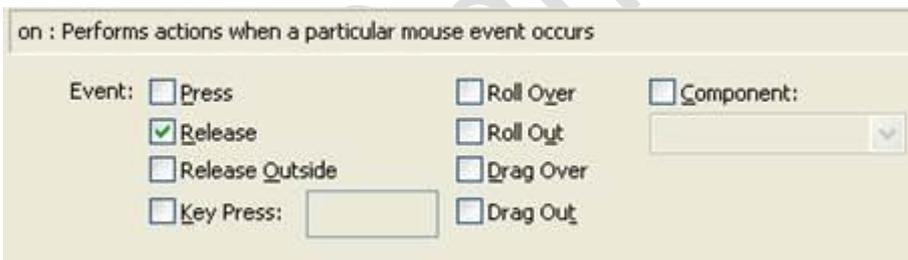 on : Performs actions when a particular mouse event occurs
Event: Press Roll Over Component:
Release Roll Out
Release Outside Drag Over
Key Press: Drag Out